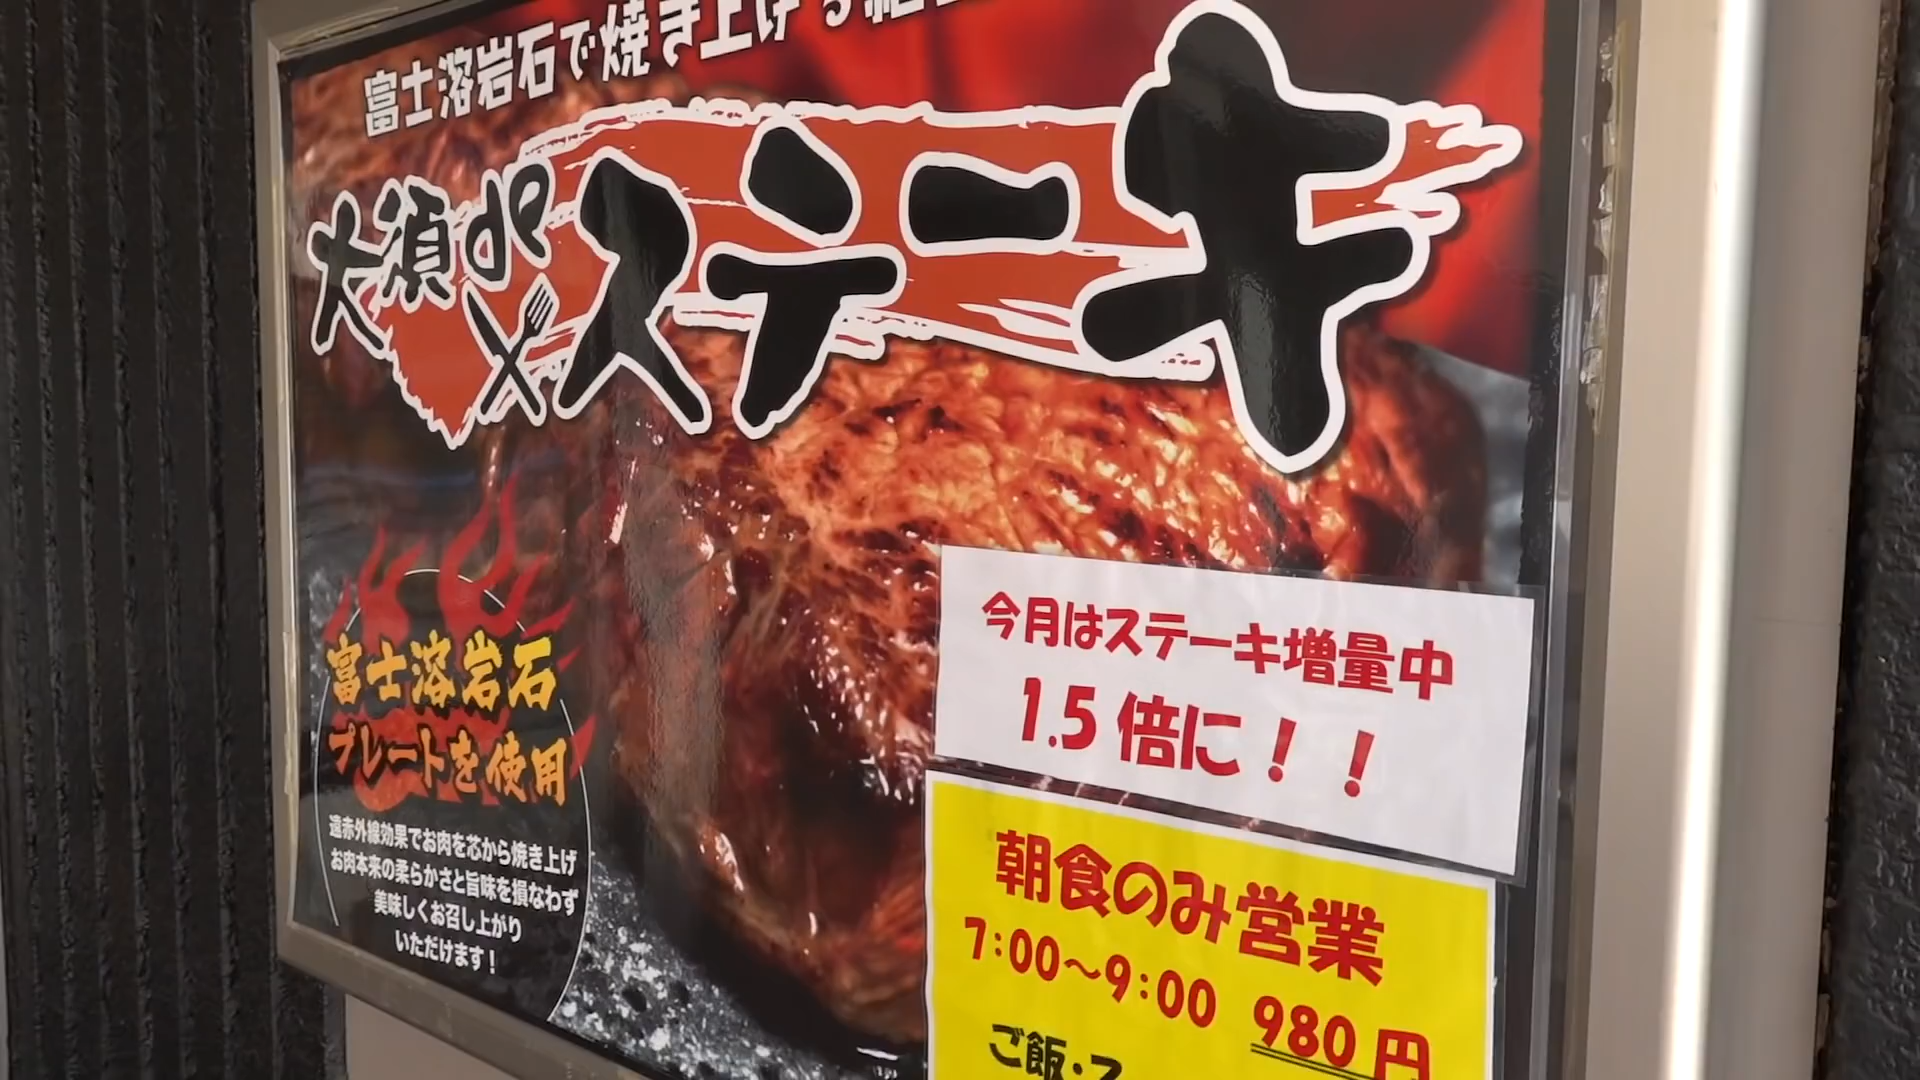 富士溶岩石で焼き上げる
大須deステーキ
富士溶岩石
プレートを使用
遠赤外線効果でお肉を芯から焼き上げ
お肉本来の柔らかさと旨味を損なわず
美味しくお召し上がり
いただけます!
今月はステーキ増量中
1.5倍に!!
朝食のみ営業
7:00~9:00 980円
ご飯・ス